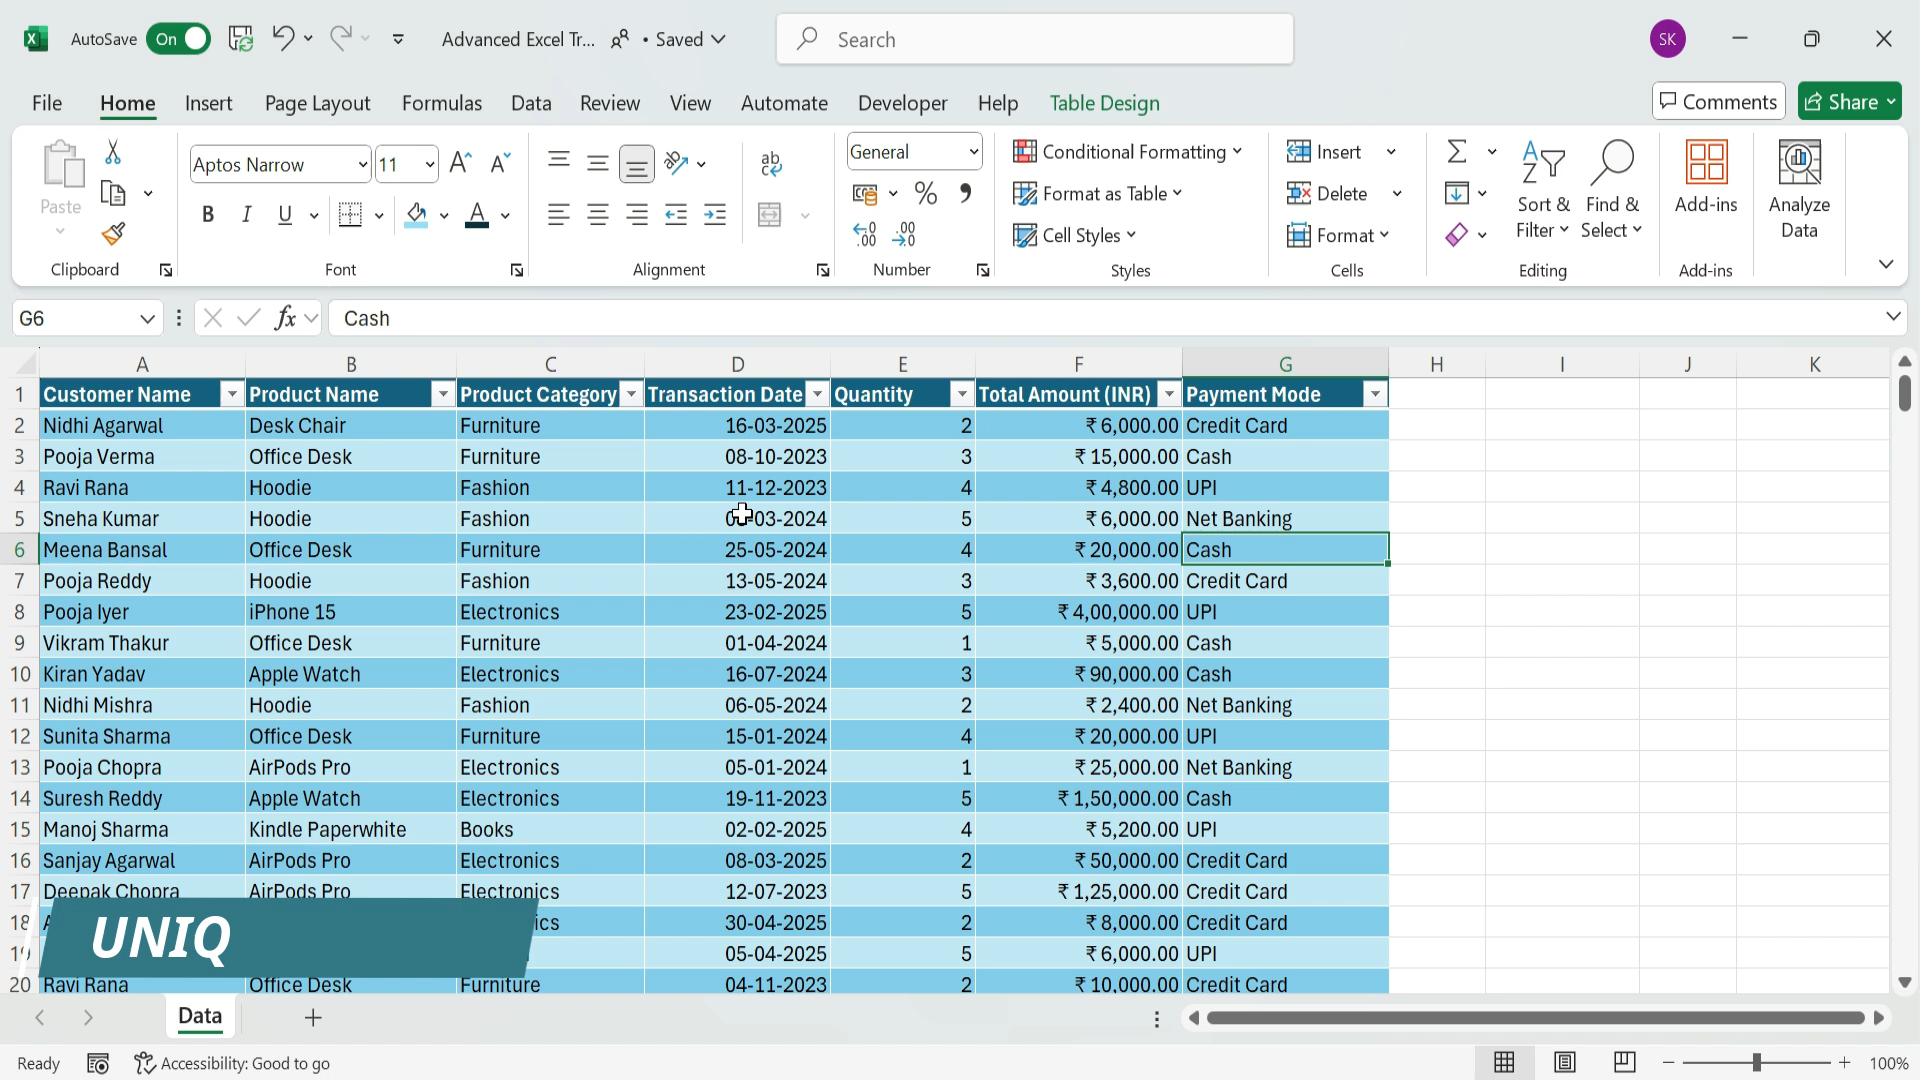 AutoSave On Advanced Excel Tr... • Saved Search SK
File Home Insert Page Layout Formulas Data Review View Automate Developer Help Table Design Comments Share
Paste Aptos Narrow 11 General Conditional Formatting Insert
Format as Table Delete Sort & Filter Find & Select Add-ins Analyze Data
B I U Cell Styles Format
Clipboard Font Alignment Number Styles Cells Editing Add-ins
G6 fx Cash
A B C D E F G H I J K
1 Customer Name Product Name Product Category Transaction Date Quantity Total Amount (INR) Payment Mode
2 Nidhi Agarwal Desk Chair Furniture 16-03-2025 2 ₹ 6,000.00 Credit Card
3 Pooja Verma Office Desk Furniture 08-10-2023 3 ₹ 15,000.00 Cash
4 Ravi Rana Hoodie Fashion 11-12-2023 4 ₹ 4,800.00 UPI
5 Sneha Kumar Hoodie Fashion 03-2024 5 ₹ 6,000.00 Net Banking
6 Meena Bansal Office Desk Furniture 25-05-2024 4 ₹ 20,000.00 Cash
7 Pooja Reddy Hoodie Fashion 13-05-2024 3 ₹ 3,600.00 Credit Card
8 Pooja Iyer iPhone 15 Electronics 23-02-2025 5 ₹ 4,00,000.00 UPI
9 Vikram Thakur Office Desk Furniture 01-04-2024 1 ₹ 5,000.00 Cash
10 Kiran Yadav Apple Watch Electronics 16-07-2024 3 ₹ 90,000.00 Cash
11 Nidhi Mishra Hoodie Fashion 06-05-2024 2 ₹ 2,400.00 Net Banking
12 Sunita Sharma Office Desk Furniture 15-01-2024 4 ₹ 20,000.00 UPI
13 Pooja Chopra AirPods Pro Electronics 05-01-2024 1 ₹ 25,000.00 Net Banking
14 Suresh Reddy Apple Watch Electronics 19-11-2023 5 ₹ 1,50,000.00 Cash
15 Manoj Sharma Kindle Paperwhite Books 02-02-2025 4 ₹ 5,200.00 UPI
16 Sanjay Agarwal AirPods Pro Electronics 08-03-2025 2 ₹ 50,000.00 Credit Card
17 Deepak Chopra AirPods Pro Electronics 12-07-2023 5 ₹ 1,25,000.00 Credit Card
18 ics 30-04-2025 2 ₹ 8,000.00 Credit Card
UNIQ
19 05-04-2025 5 ₹ 6,000.00 UPI
20 Ravi Rana Office Desk Furniture 04-11-2023 2 ₹ 10,000.00 Credit Card
Data
Ready Accessibility: Good to go 100%